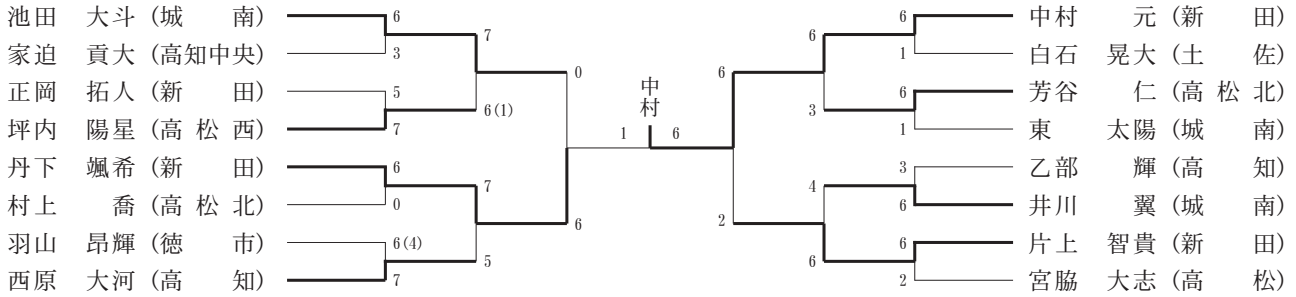 池田 大斗 (城 南)
家迫 貢大 (高知中央)
正岡 拓人 (新 田)
坪内 陽星 (高 松 西)
丹下 颯希 (新 田)
村上 喬 (高 松 北)
羽山 昂輝 (徳 市)
西原 大河 (高 知)
6
3
5
7
6
0
6(4)
7
7
6(1)
7
5
0
6
1
中村
6
6
2
6
3
4
6
6
1
6
1
3
6
6
2
中村 元 (新 田)
白石 晃大 (土 佐)
芳谷 仁 (高 松 北)
東 太陽 (城 南)
乙部 輝 (高 知)
井川 翼 (城 南)
片上 智貴 (新 田)
宮脇 大志 (高 松)